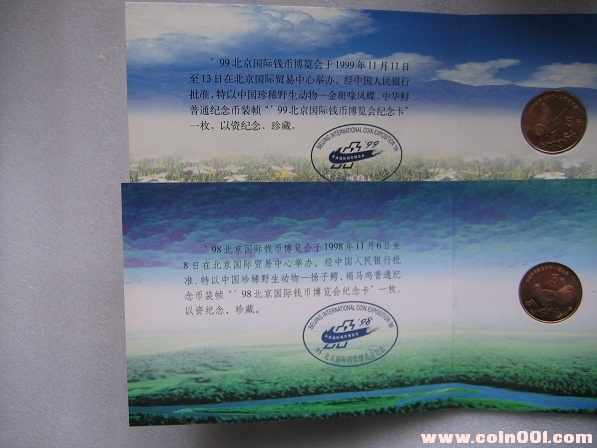 ’99北京国际钱币博览会于1999年11月11日
至13日在北京国际贸易中心举办。经中国人民银行
批准,特以中国珍稀野生动物—金斑喙凤蝶、中华鲟
普通纪念币装帧“’99北京国际钱币博览会纪念卡”
一枚,以资纪念、珍藏。
BEIJING INTERNATIONAL COIN EXPOSITION '99
'99
5
’98北京国际钱币博览会于1998年11月6日至
8日在北京国际贸易中心举办。经中国人民银行批
准,特以中国珍稀野生动物—扬子鳄、褐马鸡普通纪
念币装帧“’98北京国际钱币博览会纪念卡”一枚,
以资纪念、珍藏。
BEIJING INTERNATIONAL COIN EXPOSITION '98
'98
www.coin001.com